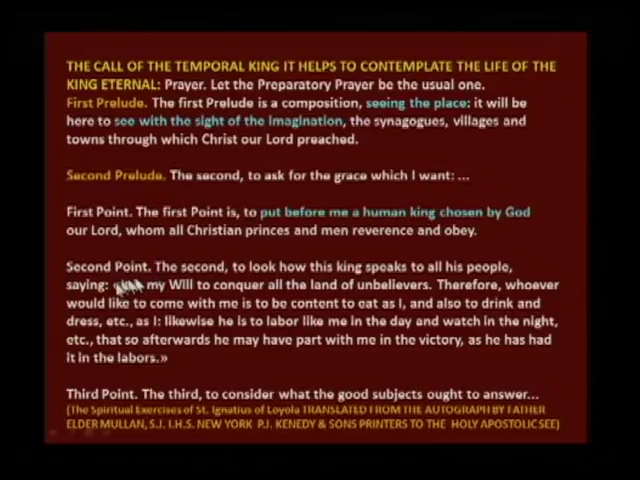 THE CALL OF THE TEMPORAL KING IT HELPS TO CONTEMPLATE THE LIFE OF THE
KING ETERNAL: Prayer. Let the Preparatory Prayer be the usual one.
First Prelude. The first Prelude is a composition, seeing the place: it will be
here to see with the sight of the imagination, the synagogues, villages and
towns through which Christ our Lord preached.
Second Prelude. The second, to ask for the grace which I want: ...
First Point. The first Point is, to put before me a human king chosen by God
our Lord, whom all Christian princes and men reverence and obey.
Second Point. The second, to look how this king speaks to all his people,
saying: my Will to conquer all the land of unbelievers. Therefore, whoever
would like to come with me is to be content to eat as I, and also to drink and
dress, etc., as I: likewise he is to labor like me in the day and watch in the night,
etc., that so afterwards he may have part with me in the victory, as he has had
it in the labors.»
Third Point. The third, to consider what the good subjects ought to answer...
(The Spiritual Exercises of St. Ignatius of Loyola TRANSLATED FROM THE AUTOGRAPH BY FATHER
ELDER MULLAN, S.J. I.H.S. NEW YORK P.J. KENEDY & SONS PRINTERS TO THE HOLY APOSTOLIC SEE)